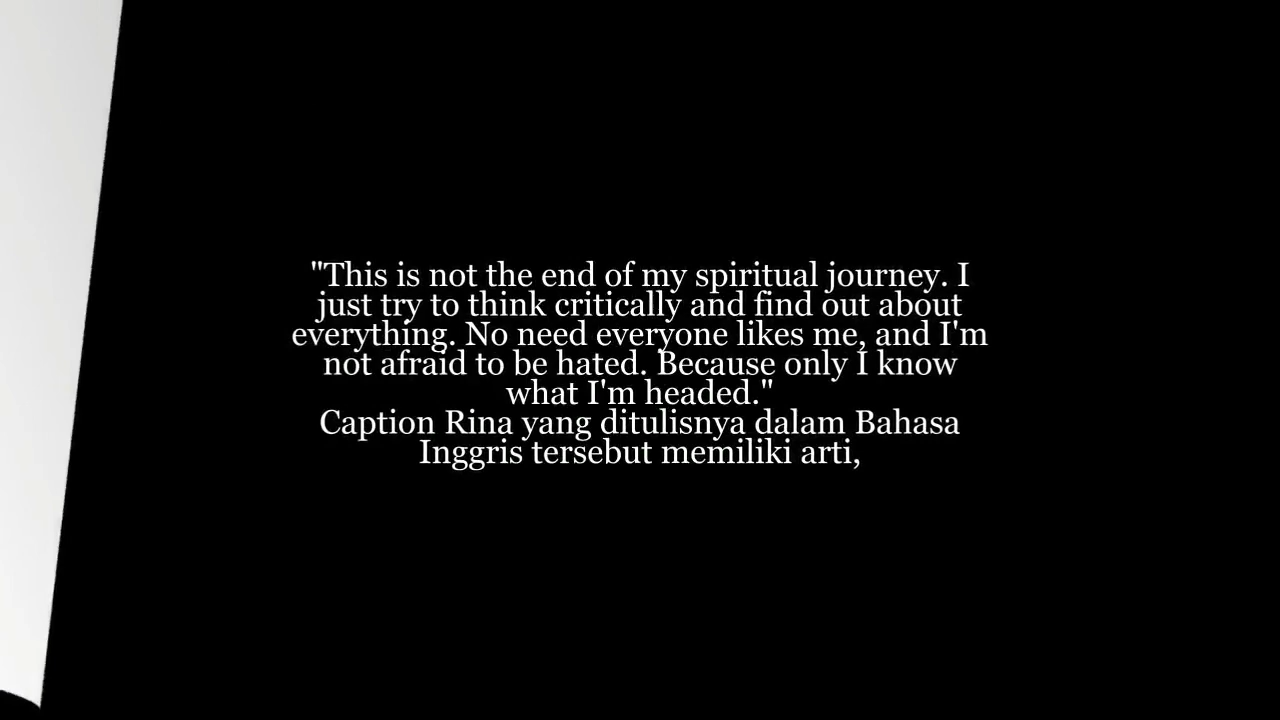 "This is not the end of my spiritual journey. I
just try to think critically and find out about
everything. No need everyone likes me, and I'm
not afraid to be hated. Because only I know
what I'm headed."
Caption Rina yang ditulisnya dalam Bahasa
Inggris tersebut memiliki arti,